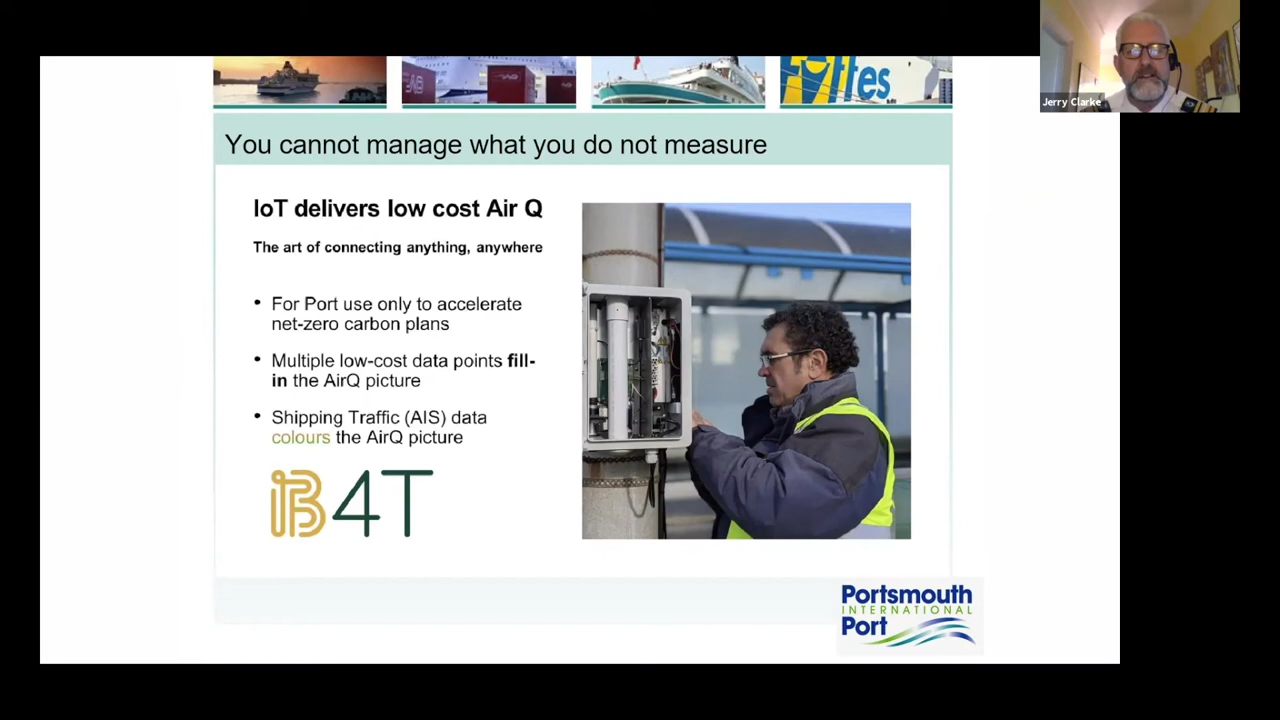 ttes
Jerry Clarke
You cannot manage what you do not measure
IoT delivers low cost Air Q
The art of connecting anything, anywhere
• For Port use only to accelerate
net-zero carbon plans
• Multiple low-cost data points fill-
in the AirQ picture
• Shipping Traffic (AIS) data
colours the AirQ picture
B4T
Portsmouth
INTERNATIONAL
Port